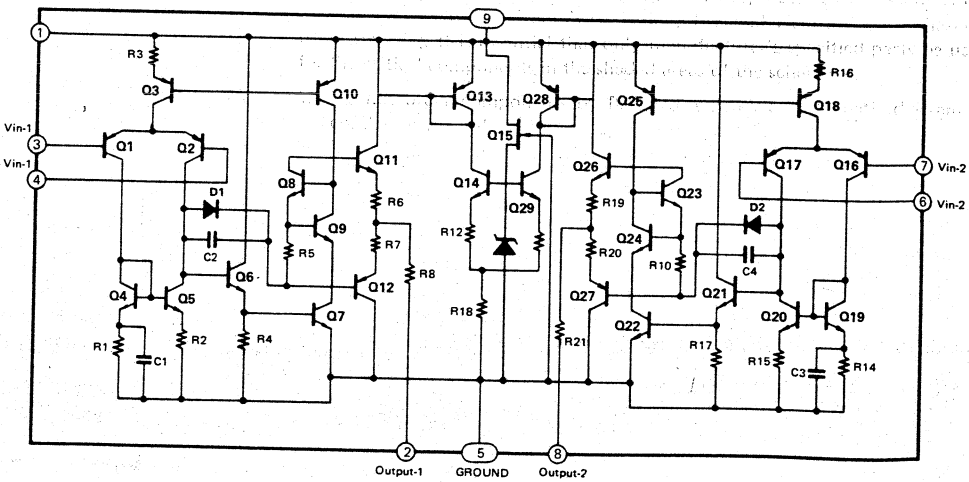 9
1
R3
R16
Q3
Q10
Q13
Q28
Q25
Q18
Q15
Vin-1
3
Q1
Q2
Q11
Q17
Q16
7
Vin-2
Vin-1
4
Q8
Q14
Q26
Q23
6
Vin-2
D1
R6
Q29
R19
D2
Q9
R12
Q24
C2
R5
R7
R8
R20
R10
C4
Q6
Q4
Q5
Q12
Q27
Q21
Q20
Q19
Q7
R18
Q22
R1
C1
R2
R4
R21
R17
R15
C3
R14
2
5
8
Output-1
GROUND
Output-2